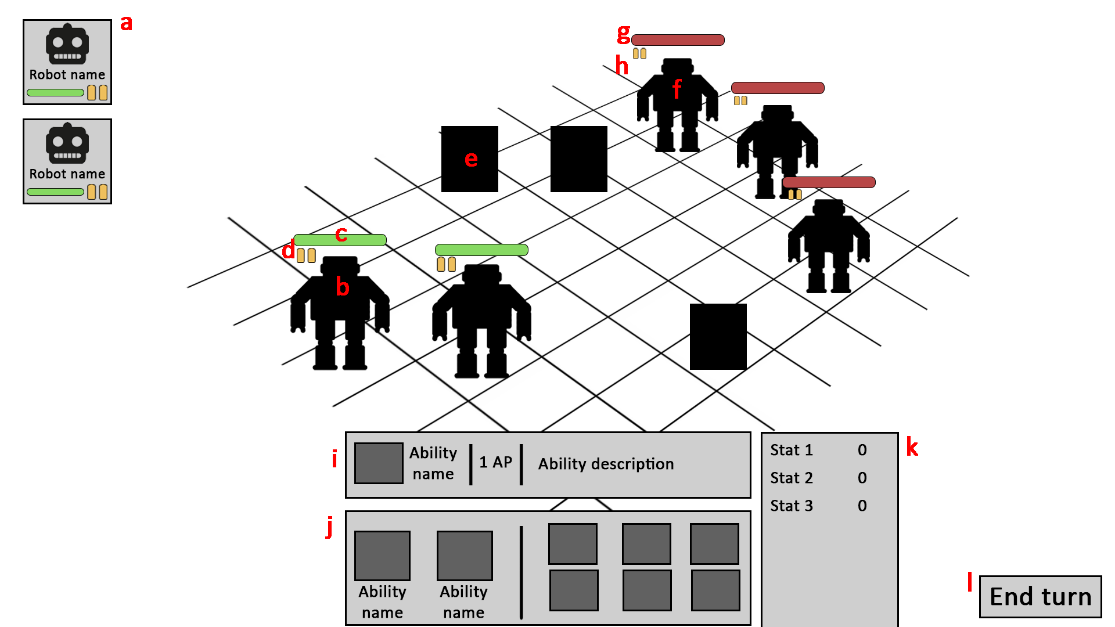 a
Robot name
Robot name
g
h
f
e
c
d
b
i
Ability
name
1 AP
Ability description
k
Stat 1 0
Stat 2 0
Stat 3 0
j
Ability
name
Ability
name
l
End turn